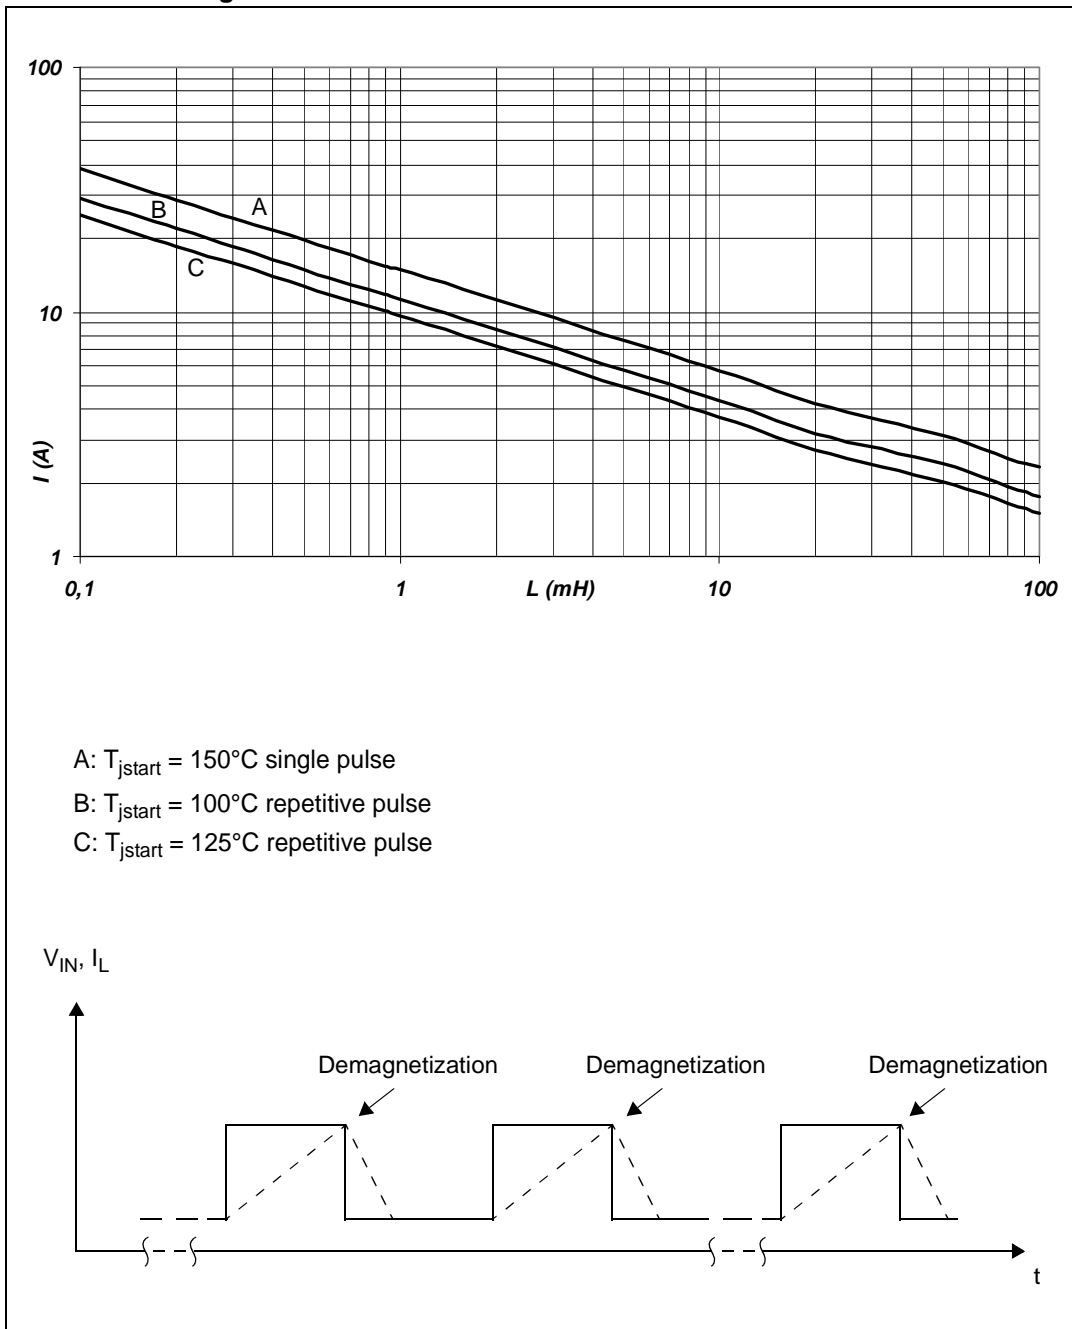 100
A
B
C
10
I (A)
1
0,1
1
L (mH)
10
100
A: Tjstart = 150°C single pulse
B: Tjstart = 100°C repetitive pulse
C: Tjstart = 125°C repetitive pulse
VIN, IL
Demagnetization
Demagnetization
Demagnetization
t